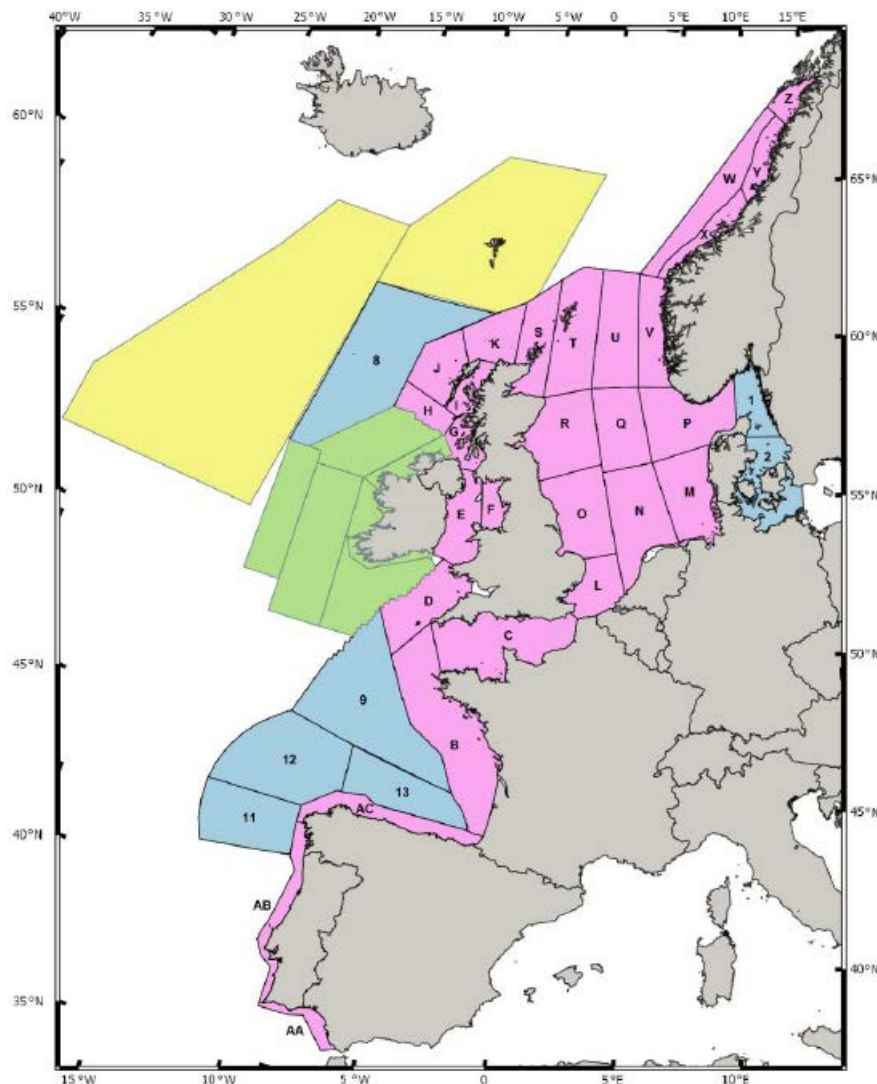 40°W 35°W 30°W 25°W 20°W 15°W 10°W 5°W 0 5°E 10°E 15°E
60°N
Z
W Y
65°N
X
55°N
S
K T U V
60°N
8
J
H I
1
G R Q P
2
50°N
M
55°N
E F O N
L
D
C
45°N
50°N
9
B
12
13
AC
11
45°N
40°N
AB
40°N
35°N
AA
15°W 10°W 5°W 0 5°E 10°E